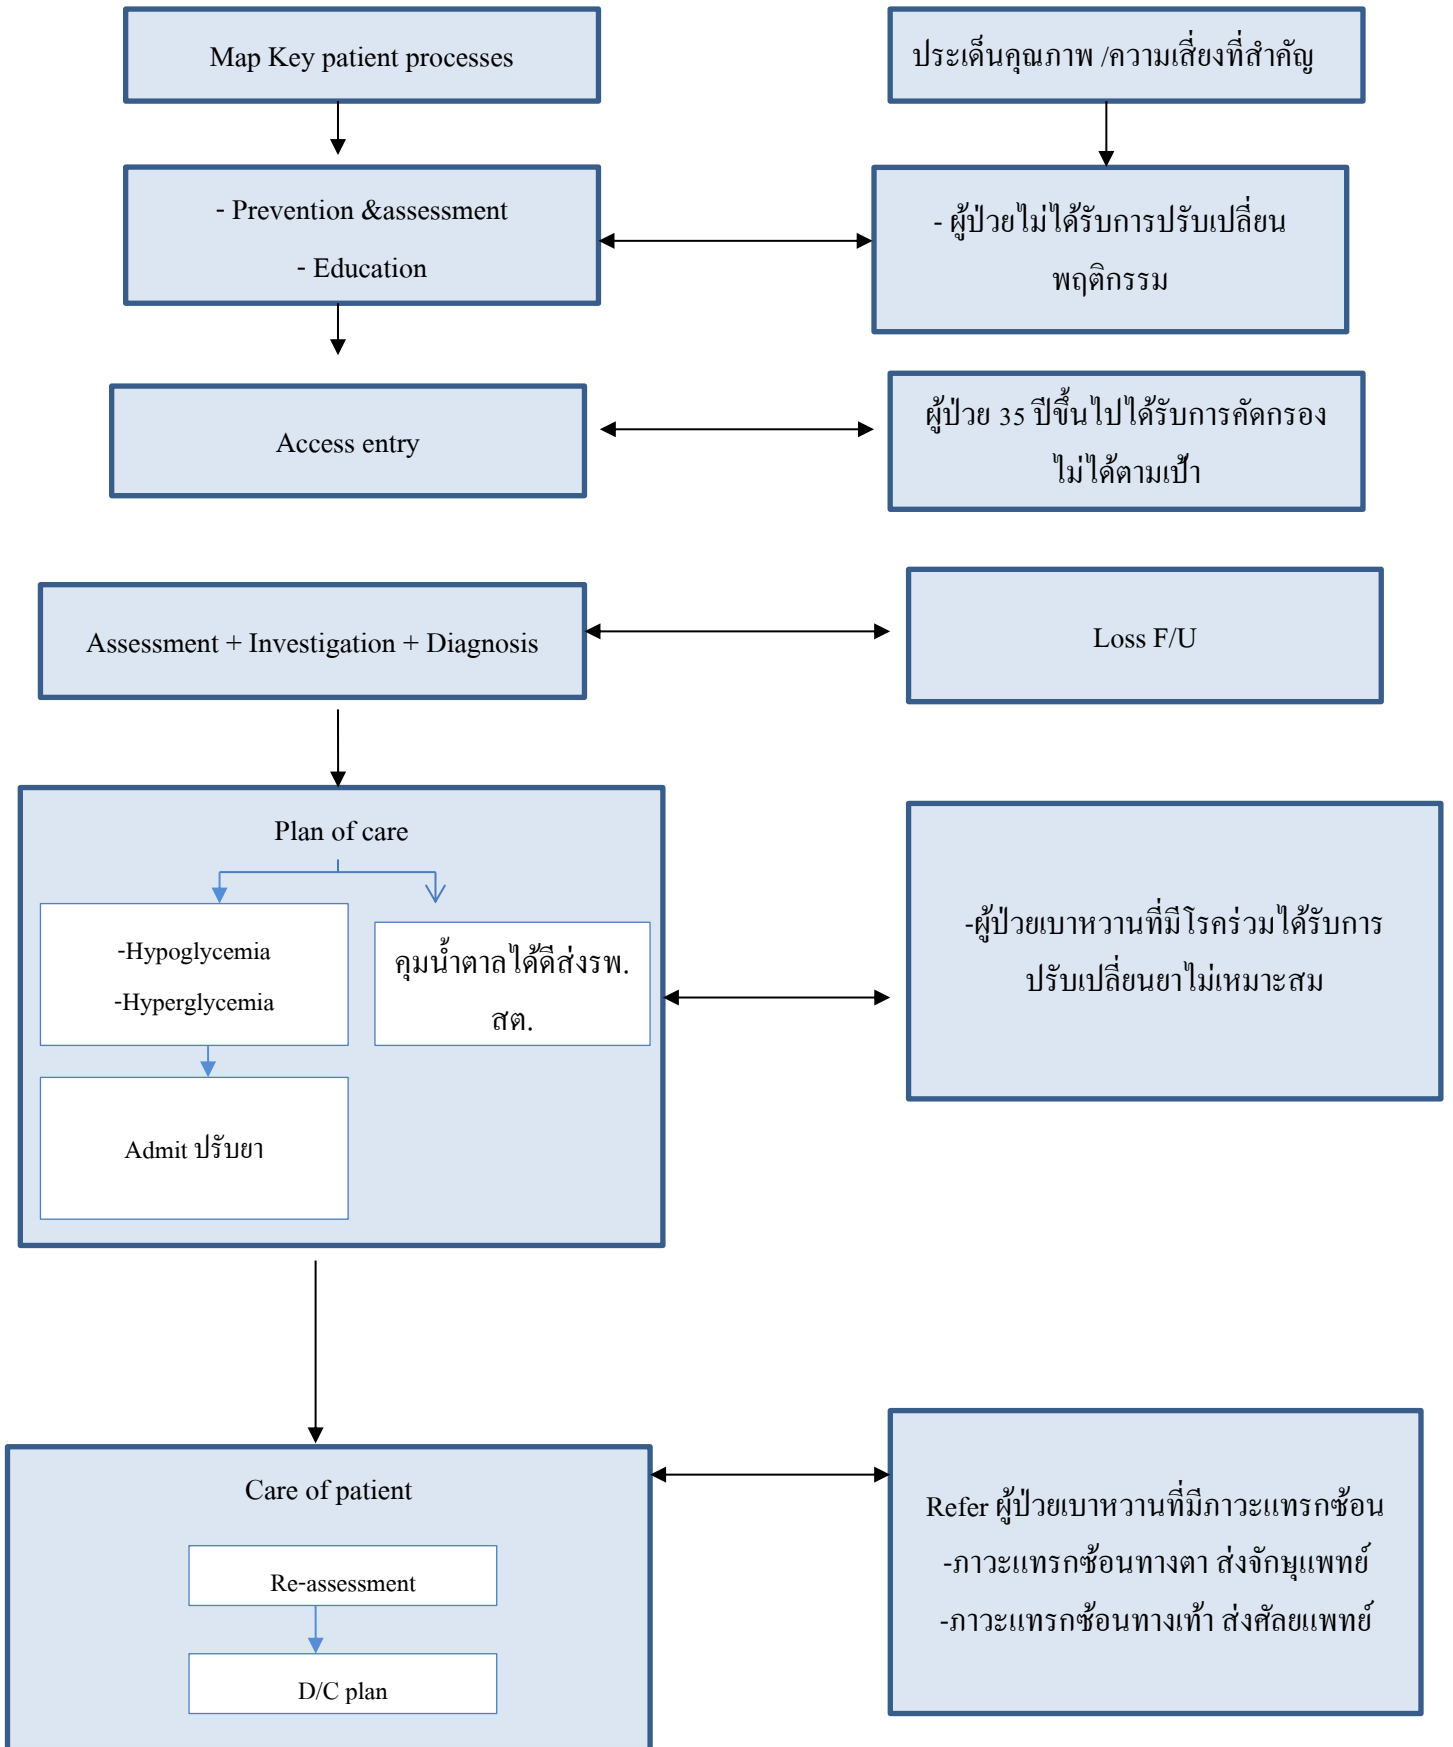 Map Key patient processes
ประเด็นคุณภาพ /ความเสี่ยงที่สำคัญ
- Prevention &assessment
- Education
- ผู้ป่วยไม่ได้รับการปรับเปลี่ยน
พฤติกรรม
Access entry
ผู้ป่วย 35 ปีขึ้นไปได้รับการคัดกรอง
ไม่ได้ตามเป้า
Assessment + Investigation + Diagnosis
Loss F/U
Plan of care
-Hypoglycemia
-Hyperglycemia
คุมน้ำตาลได้ดีส่งรพ.
สต.
Admit ปรับยา
-ผู้ป่วยเบาหวานที่มีโรคร่วมได้รับการ
ปรับเปลี่ยนยาไม่เหมาะสม
Care of patient
Re-assessment
D/C plan
Refer ผู้ป่วยเบาหวานที่มีภาวะแทรกซ้อน
-ภาวะแทรกซ้อนทางตา ส่งจักษุแพทย์
-ภาวะแทรกซ้อนทางเท้า ส่งศัลยแพทย์